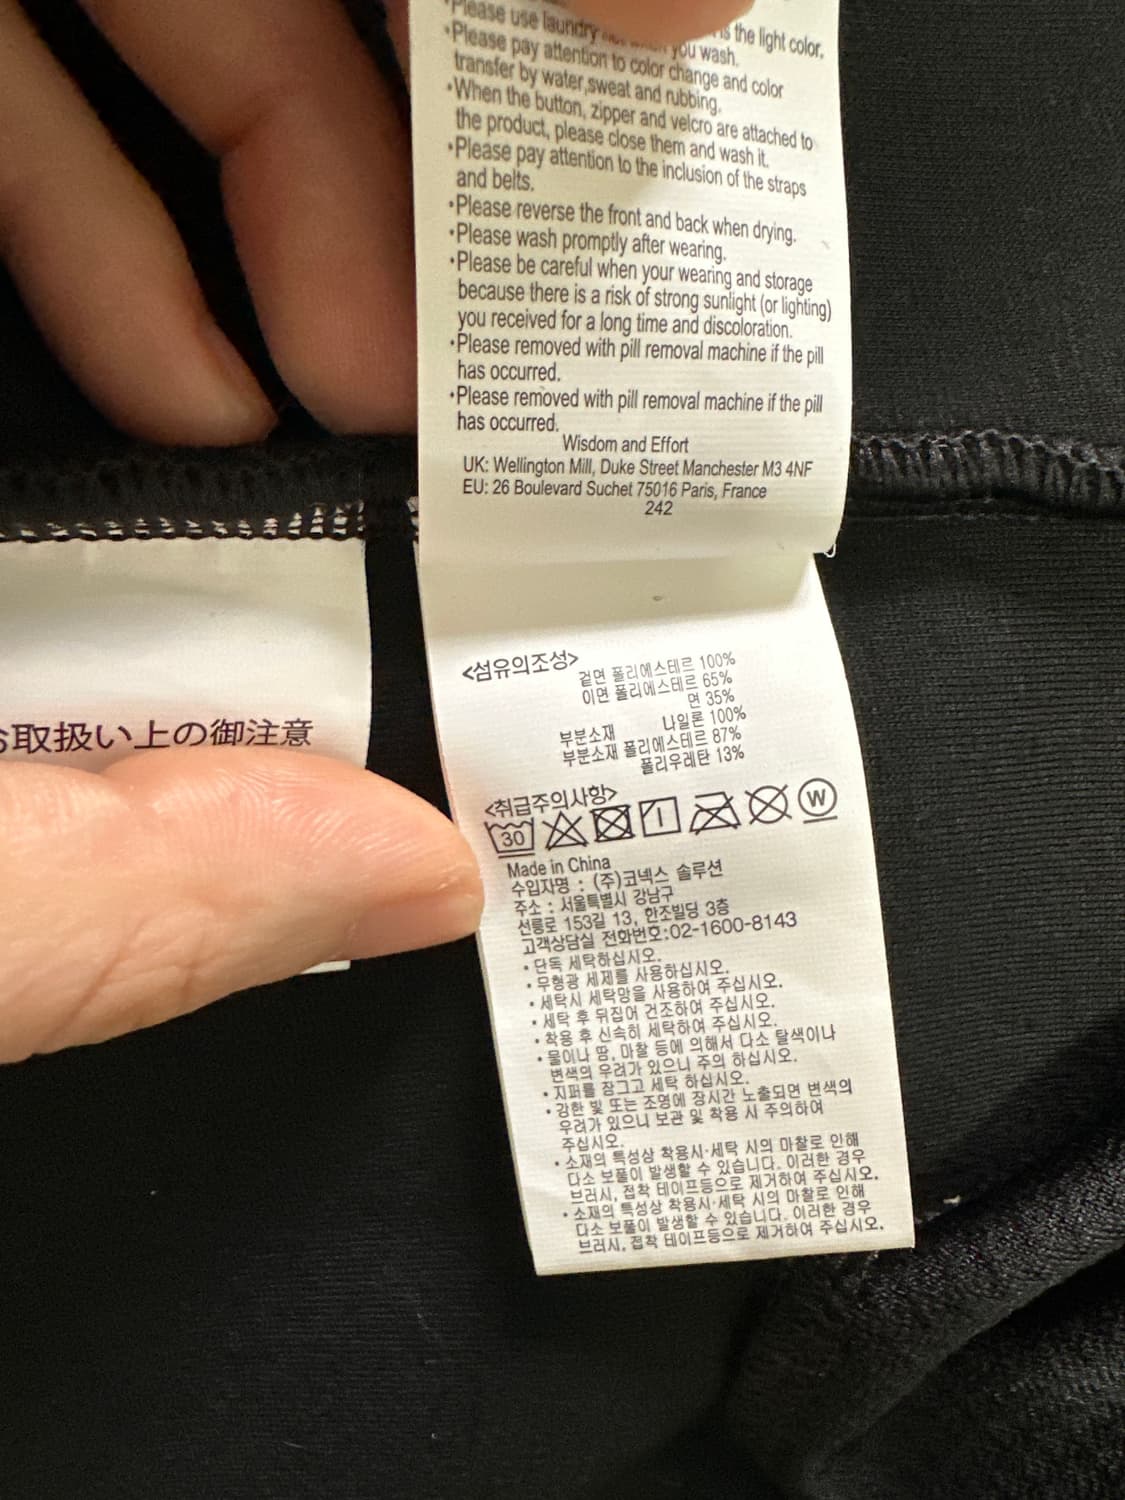 •Please use laundry net when you wash.
is the light color.
•Please pay attention to color change and color
transfer by water,sweat and rubbing.
•When the button, zipper and velcro are attached to
the product, please close them and wash it.
•Please pay attention to the inclusion of the straps
and belts.
•Please reverse the front and back when drying.
•Please wash promptly after wearing.
•Please be careful when your wearing and storage
because there is a risk of strong sunlight (or lighting)
you received for a long time and discoloration.
•Please removed with pill removal machine if the pill
has occurred.
•Please removed with pill removal machine if the pill
has occurred.
Wisdom and Effort
UK: Wellington Mill, Duke Street Manchester M3 4NF
EU: 26 Boulevard Suchet 75016 Paris, France
242
お取扱い上の御注意
<섬유의조성>
겉면 폴리에스테르 100%
이면 폴리에스테르 65%
면 35%
부분소재 나일론 100%
부분소재 폴리에스테르 87%
폴리우레탄 13%
<취급주의사항>
30 W
Made in China
수입자명 : (주)코넥스 솔루션
주소 : 서울특별시 강남구
선릉로 153길 13, 한조빌딩 3층
고객상담실 전화번호:02-1600-8143
• 단독 세탁하십시오.
• 무형광 세제를 사용하십시오.
• 세탁시 세탁망을 사용하여 주십시오.
• 세탁 후 뒤집어 건조하여 주십시오.
• 착용 후 신속히 세탁하여 주십시오.
• 물이나 땀, 마찰 등에 의해서 다소 탈색이나
변색의 우려가 있으니 주의 하십시오.
• 지퍼를 잠그고 세탁 하십시오.
• 강한 빛 또는 조명에 장시간 노출되면 변색의
우려가 있으니 보관 및 착용 시 주의하여
주십시오.
• 소재의 특성상 착용시·세탁 시의 마찰로 인해
다소 보풀이 발생할 수 있습니다. 이러한 경우
브러시, 접착 테이프등으로 제거하여 주십시오.
• 소재의 특성상 착용시·세탁 시의 마찰로 인해
다소 보풀이 발생할 수 있습니다. 이러한 경우
브러시, 접착 테이프등으로 제거하여 주십시오.